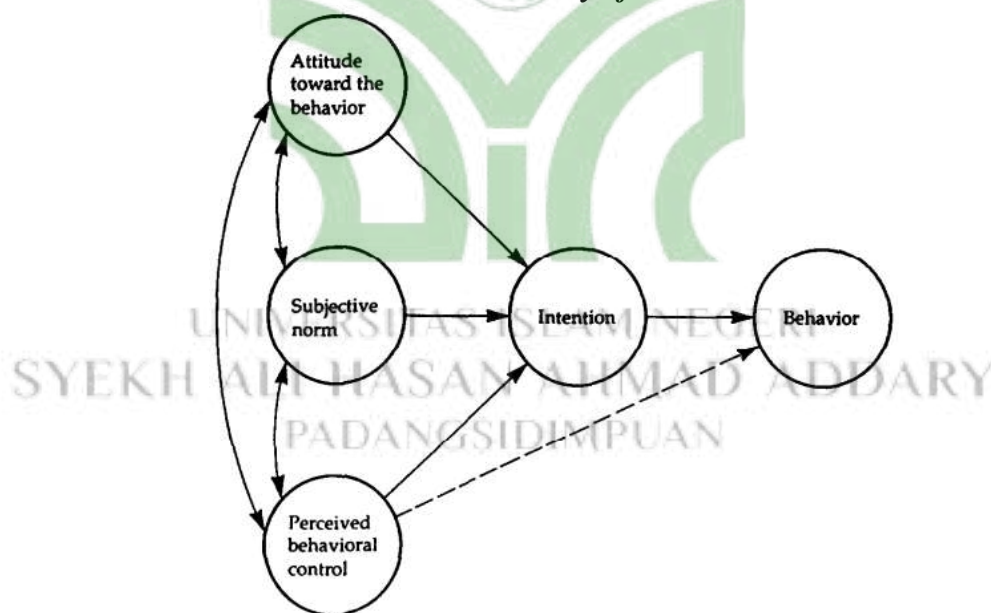 Attitude
toward the
behavior
Subjective
norm
Intention
Behavior
UNIVERSITAS ISLAM NEGERI
SYEKH ALI HASAN AHMAD ADDARY
PADANGSIDIMPUAN
Perceived
behavioral
control